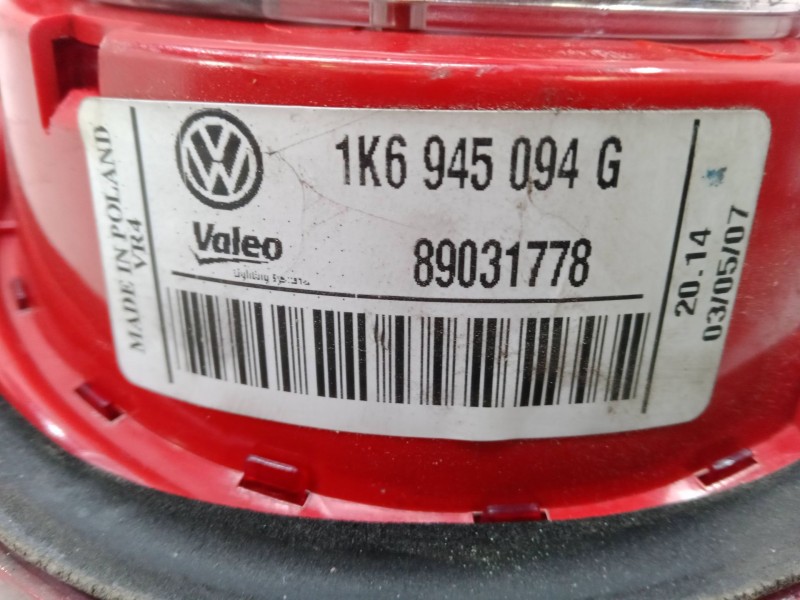 1K6 945 094 G
Valeo
89031778
MADE IN POLAND
VR4
20.14
03/05/07